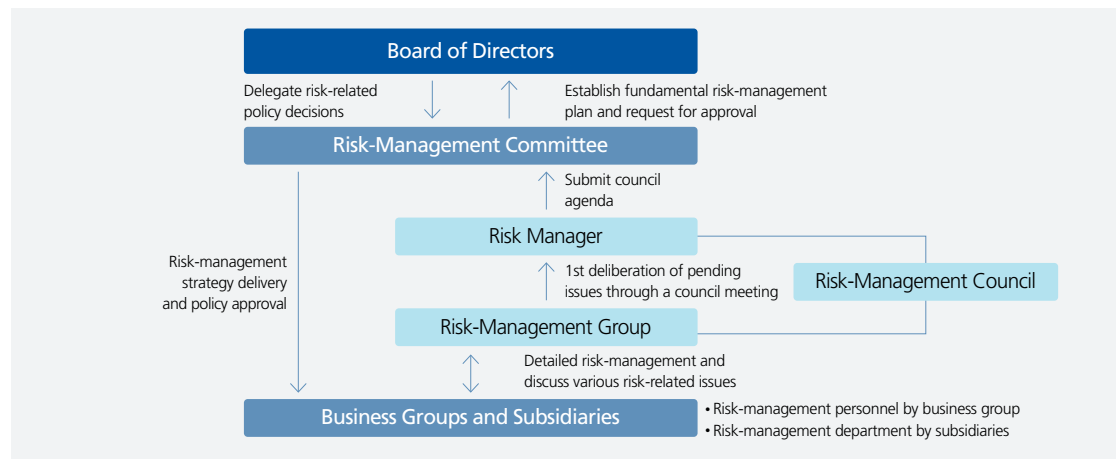 Board of Directors
Delegate risk-related
policy decisions
Establish fundamental risk-management
plan and request for approval
Risk-Management Committee
Submit council
agenda
Risk Manager
Risk-management
strategy delivery
and policy approval
1st deliberation of pending
issues through a council meeting
Risk-Management Council
Risk-Management Group
Detailed risk-management and
discuss various risk-related issues
Business Groups and Subsidiaries
• Risk-management personnel by business group
• Risk-management department by subsidiaries